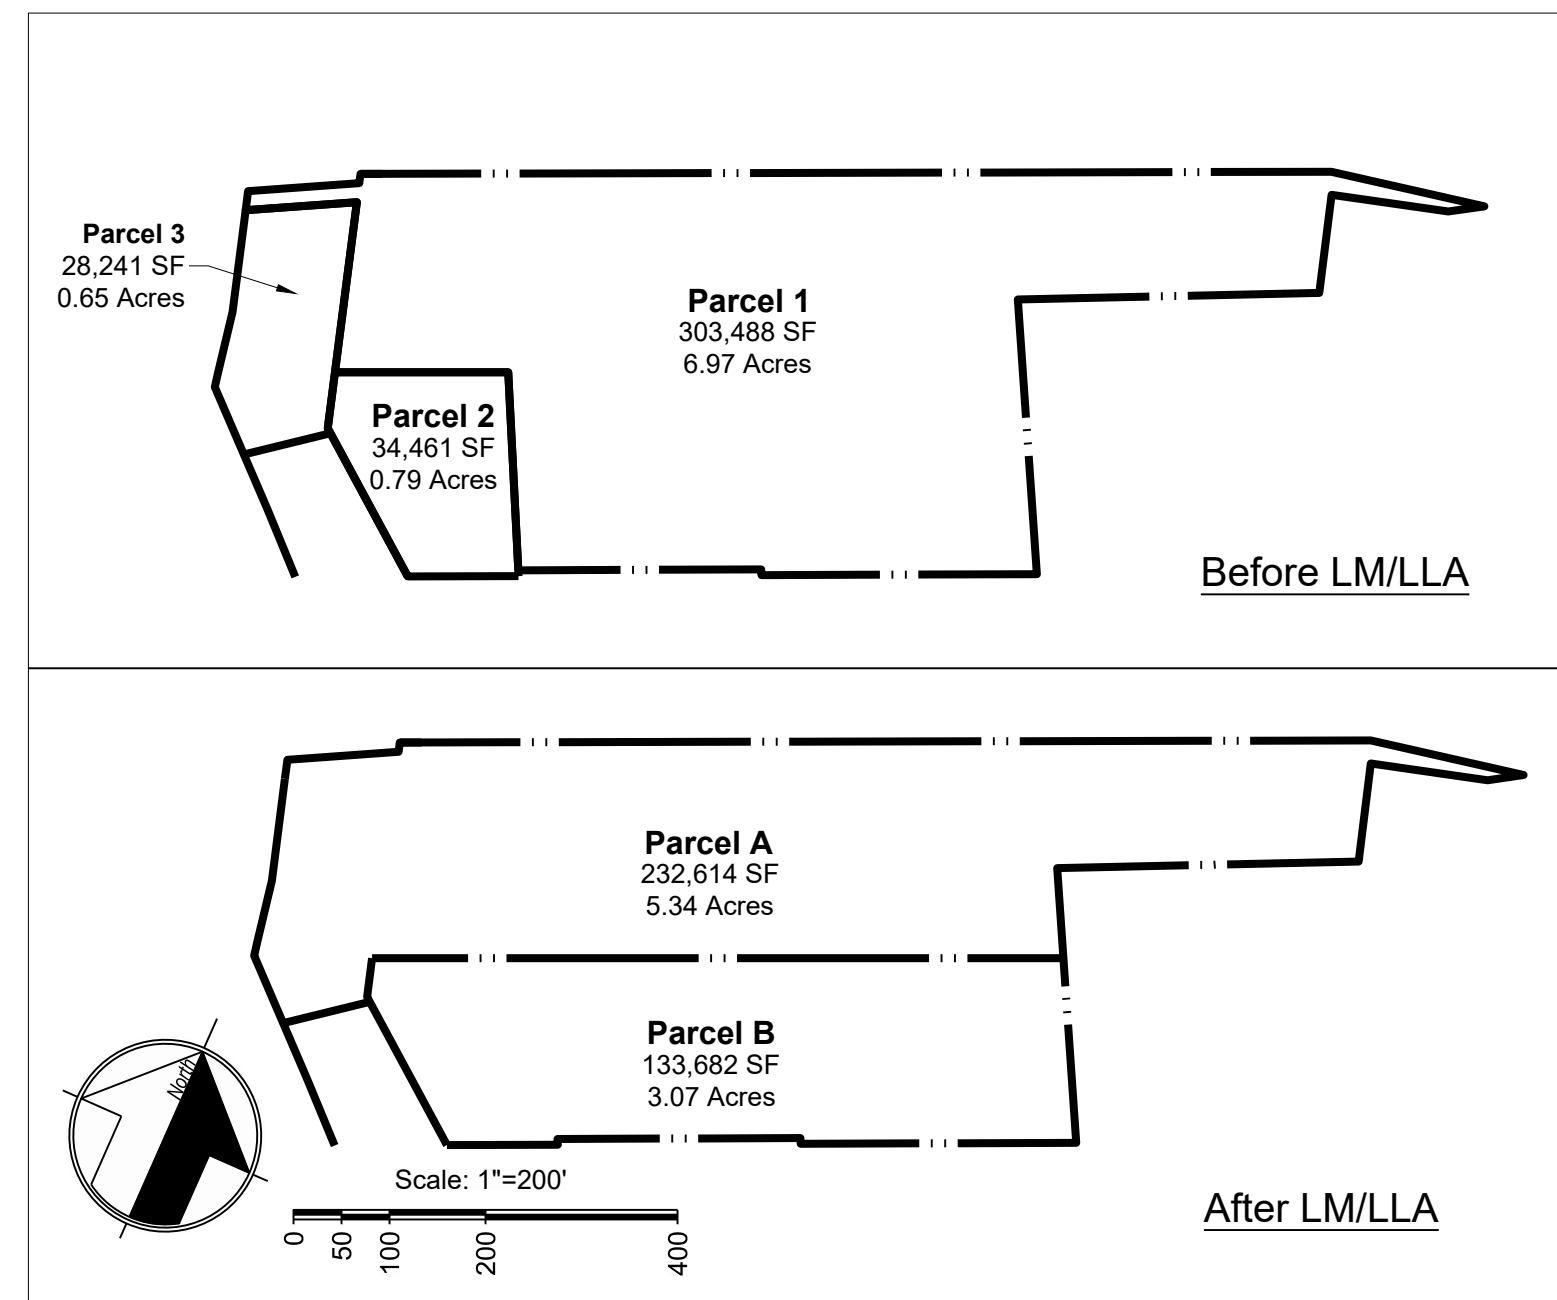 Parcel 3
28,241 SF
0.65 Acres
Parcel 1
303,488 SF
6.97 Acres
Parcel 2
34,461 SF
0.79 Acres
Before LM/LLA
Parcel A
232,614 SF
5.34 Acres
Parcel B
133,682 SF
3.07 Acres
North
Scale: 1"=200'
0 50 100 200 400
After LM/LLA